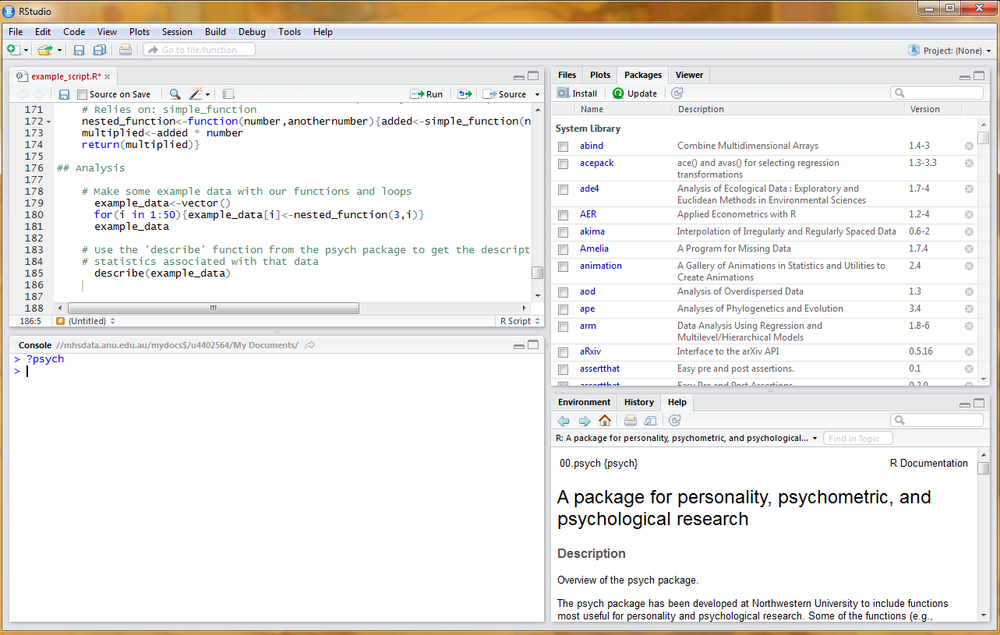 RStudio
File Edit Code View Plots Session Build Debug Tools Help
Go to file/function
Project: (None)
example_script.R*
Source on Save
Run
Source
171 # Relies on: simple_function
172 nested_function<-function(number,anothernumber){added<-simple_function(n
173 multiplied<-added * number
174 return(multiplied)}
175
176 ## Analysis
177
178 # Make some example data with our functions and loops
179 example_data<-vector()
180 for(i in 1:50){example_data[i]<-nested_function(3,i)}
181 example_data
182
183 # Use the 'describe' function from the psych package to get the descript
184 # statistics associated with that data
185 describe(example_data)
186
187
188
186:5 (Untitled) R Script
Console //mhsdata.anu.edu.au/mydocs$/u4402564/My Documents/
> ?psych
>
Files Plots Packages Viewer
Install Update
Name Description Version
System Library
abind Combine Multidimensional Arrays 1.4-3
acepack ace() and avas() for selecting regression 1.3-3.3
transformations
ade4 Analysis of Ecological Data : Exploratory and 1.7-4
Euclidean Methods in Environmental Sciences
AER Applied Econometrics with R 1.2-4
akima Interpolation of Irregularly and Regularly Spaced Data 0.6-2
Amelia A Program for Missing Data 1.7.4
animation A Gallery of Animations in Statistics and Utilities to 2.4
Create Animations
aod Analysis of Overdispersed Data 1.3
ape Analyses of Phylogenetics and Evolution 3.4
arm Data Analysis Using Regression and 1.8-6
Multilevel/Hierarchical Models
aRxiv Interface to the arXiv API 0.5.16
assertthat Easy pre and post assertions. 0.1
assertthat Easy Pre and Post Assertions
Environment History Help
R: A package for personality, psychometric, and psychological... Find in Topic
00.psych {psych} R Documentation
A package for personality, psychometric, and
psychological research
Description
Overview of the psych package.
The psych package has been developed at Northwestern University to include functions
most useful for personality and psychological research. Some of the functions (e.g.,